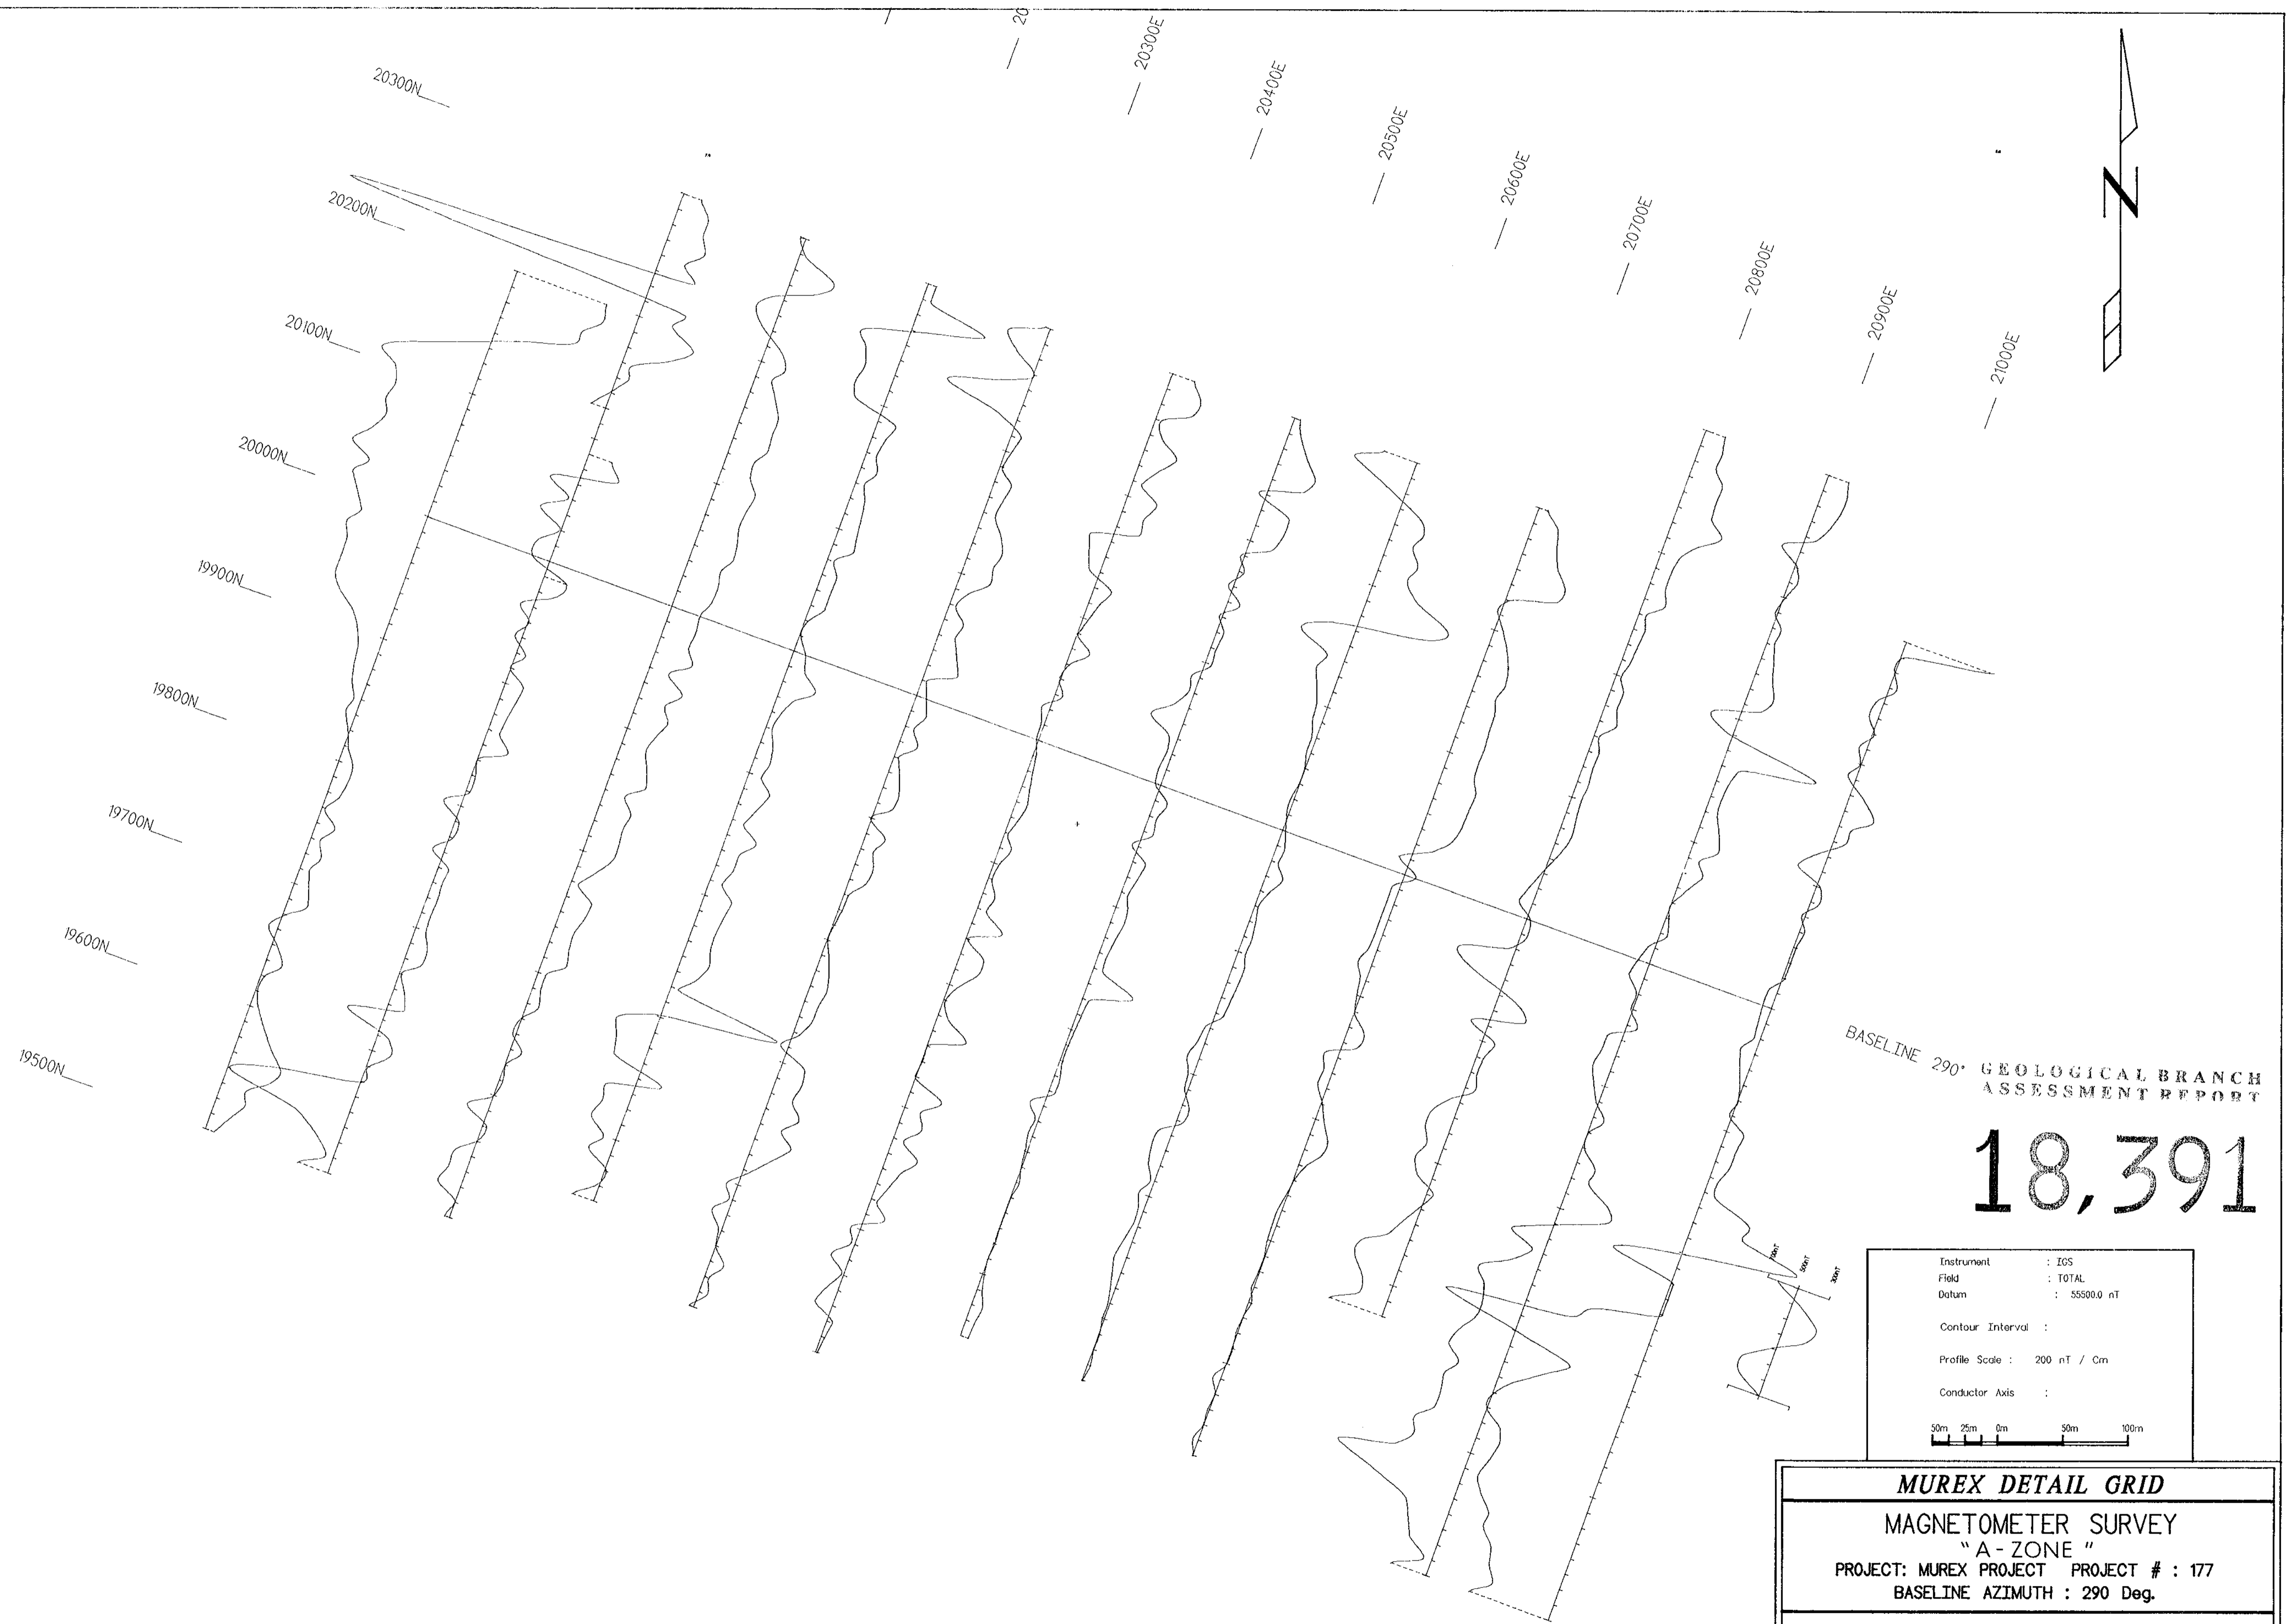 20
20300E
20400E
20500E
20600E
20700E
20800E
20900E
21000E
20300N
20200N
20100N
20000N
19900N
19800N
19700N
19600N
19500N
N
BASELINE 290°
GEOLOGICAL BRANCH
ASSESSMENT REPORT
18,391
500nT
300nT
Instrument : IGS
Field : TOTAL
Datum : 55500.0 nT
Contour Interval :
Profile Scale : 200 nT / Cm
Conductor Axis :
50m 25m 0m 50m 100m
MUREX DETAIL GRID
MAGNETOMETER SURVEY
"A-ZONE"
PROJECT: MUREX PROJECT PROJECT # : 177
BASELINE AZIMUTH : 290 Deg.